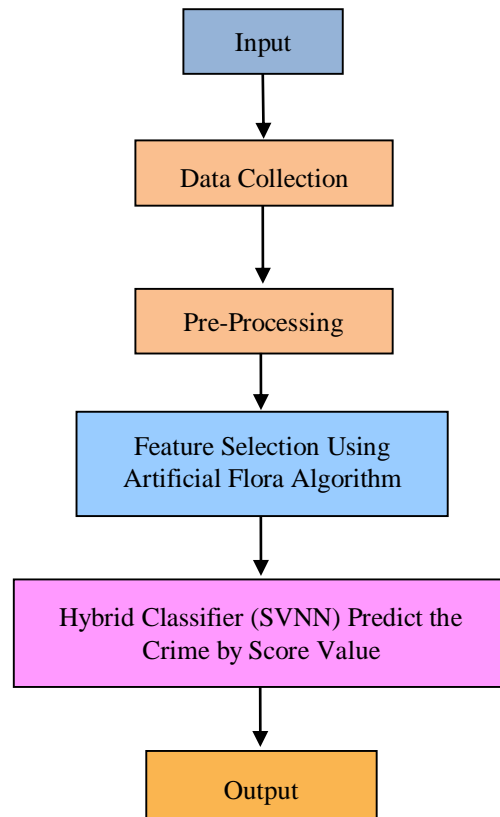 Input
Data Collection
Pre-Processing
Feature Selection Using
Artificial Flora Algorithm
Hybrid Classifier (SVNN) Predict the
Crime by Score Value
Output